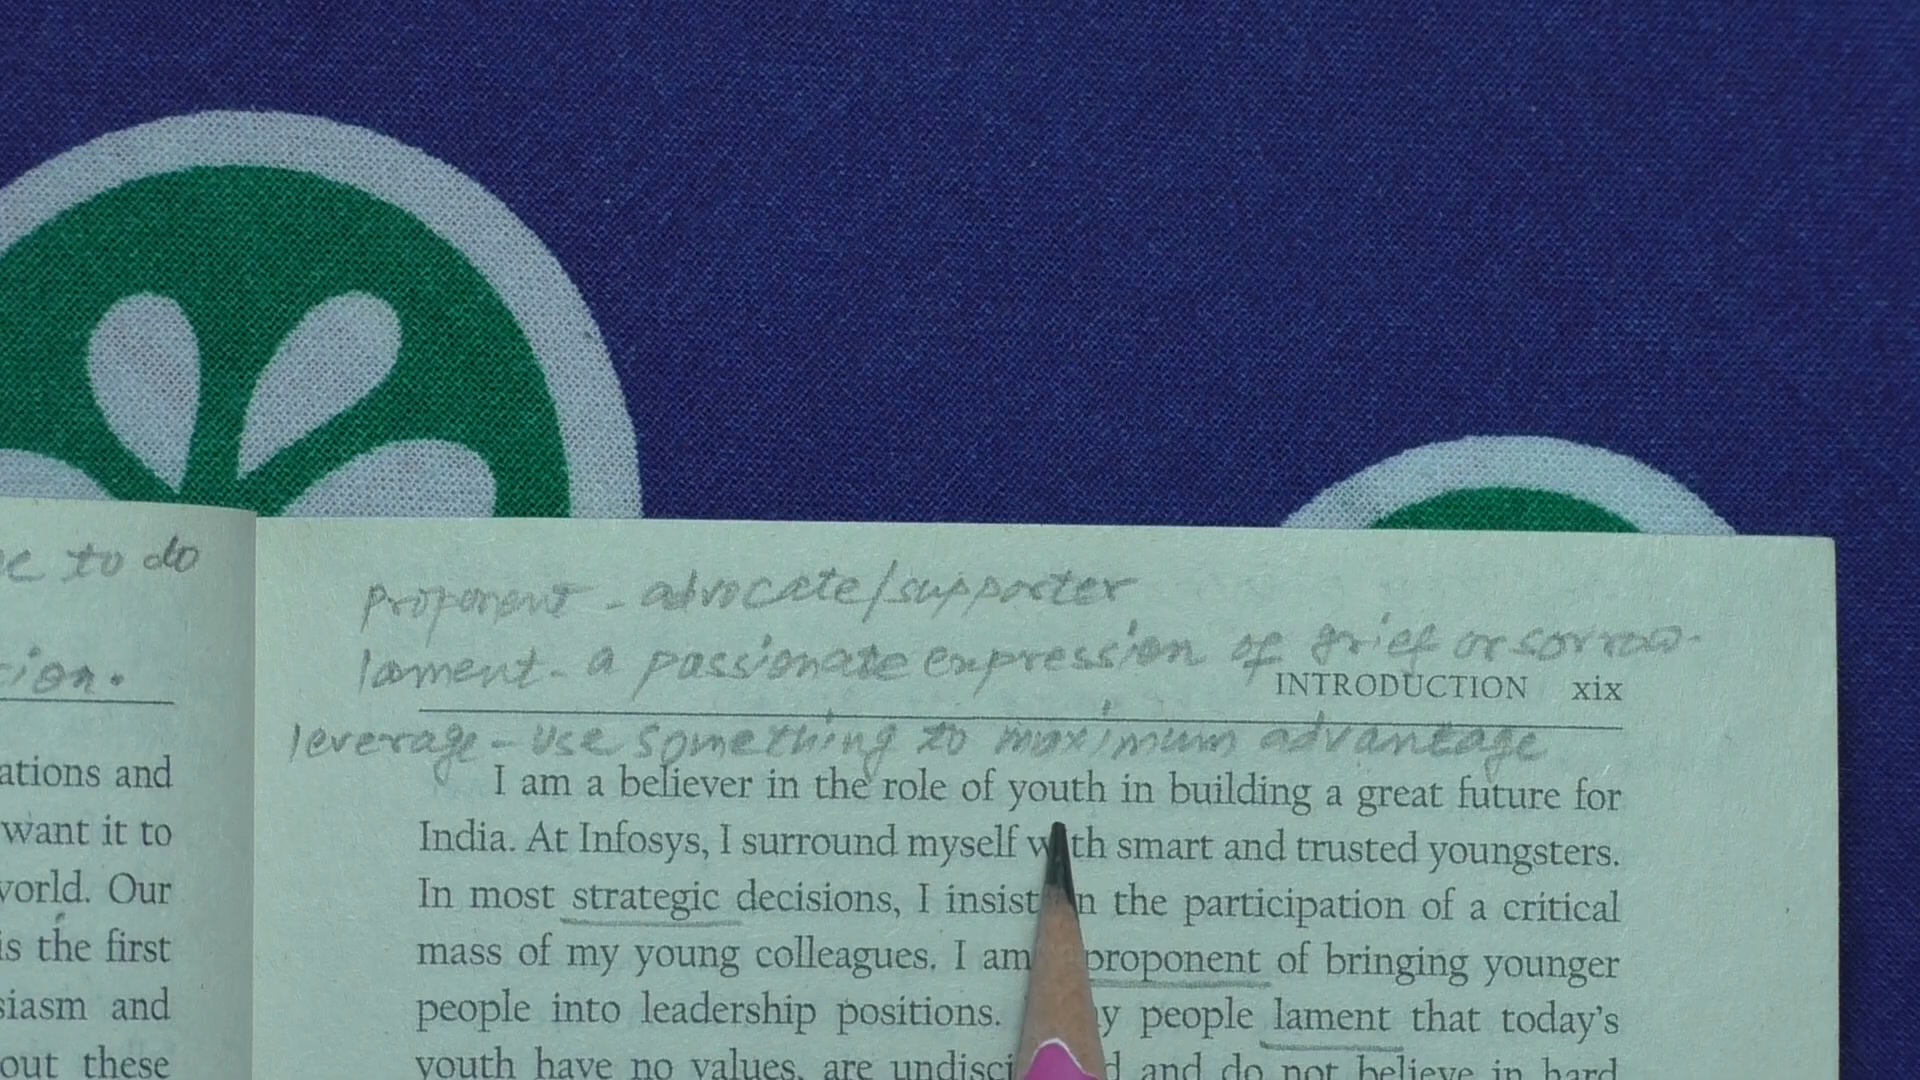 e to do
ion.
ations and
want it to
world. Our
is the first
siasm and
out these
proponent - advocate/supporter
lament - a passionate expression of grief or sorrow.
INTRODUCTION xix
leverage - use something to maximum advantage
I am a believer in the role of youth in building a great future for
India. At Infosys, I surround myself with smart and trusted youngsters.
In most strategic decisions, I insist n the participation of a critical
mass of my young colleagues. I am proponent of bringing younger
people into leadership positions. y people lament that today's
youth have no values, are undisci d and do not believe in hard